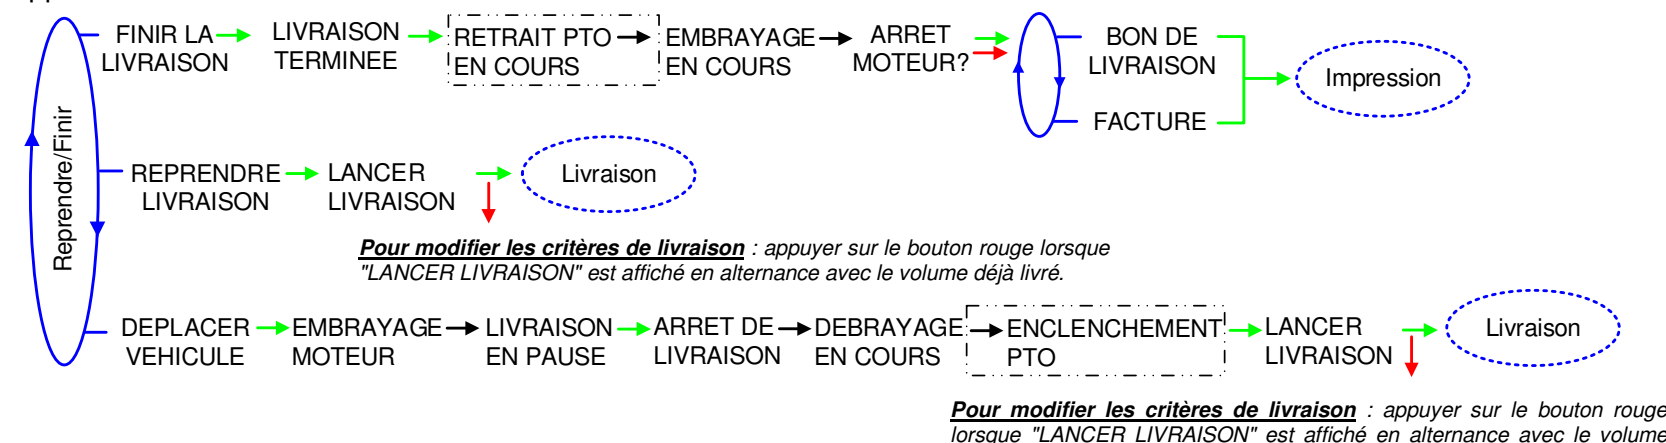 Reprendre/Finir
FINIR LA
LIVRAISON
LIVRAISON
TERMINEE
RETRAIT PTO
EN COURS
EMBRAYAGE
EN COURS
ARRET
MOTEUR?
BON DE
LIVRAISON
FACTURE
Impression
REPRENDRE
LIVRAISON
LANCER
LIVRAISON
Livraison
Pour modifier les critères de livraison : appuyer sur le bouton rouge lorsque
"LANCER LIVRAISON" est affiché en alternance avec le volume déjà livré.
DEPLACER
VEHICULE
EMBRAYAGE
MOTEUR
LIVRAISON
EN PAUSE
ARRET DE
LIVRAISON
DEBRAYAGE
EN COURS
ENCLENCHEMENT
PTO
LANCER
LIVRAISON
Livraison
Pour modifier les critères de livraison : appuyer sur le bouton rouge
lorsque "LANCER LIVRAISON" est affiché en alternance avec le volume